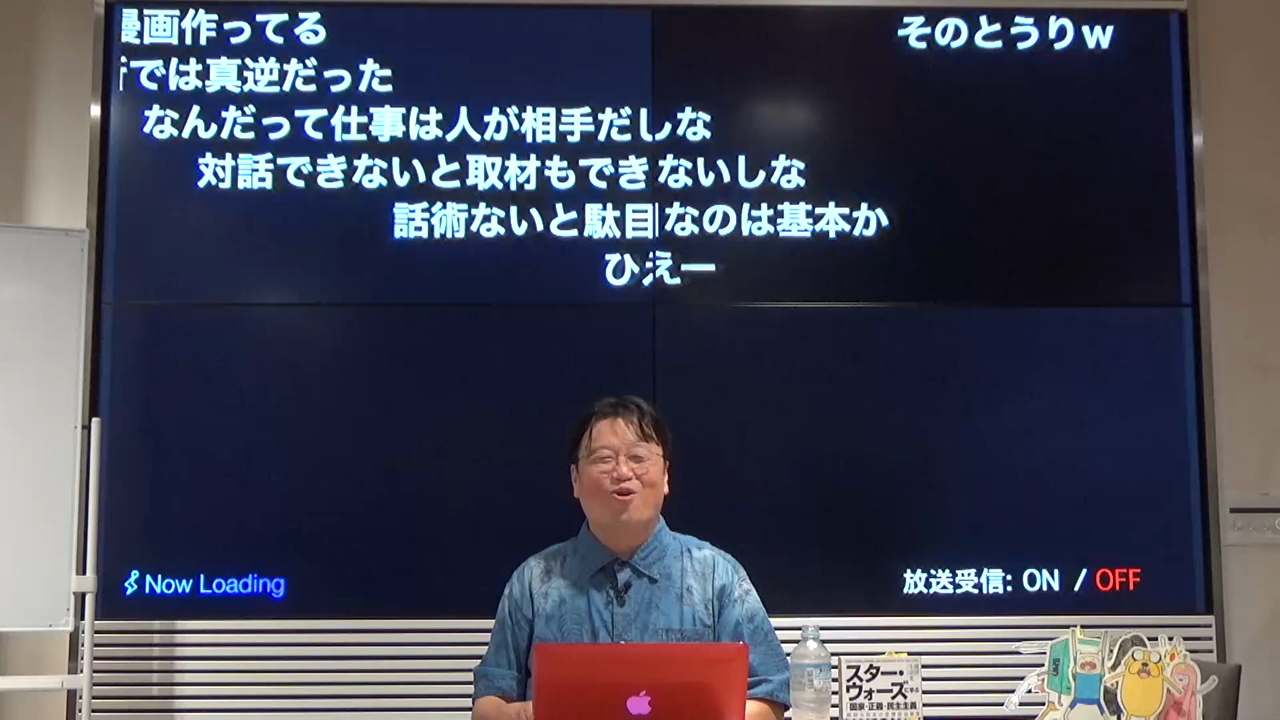 漫画作ってる
そのとうりw
では真逆だった
なんだって仕事は人が相手だしな
対話できないと取材もできないしな
話術ないと駄目なのは基本か
ひえー
Now Loading
放送受信: ON / OFF
スター・
ウォーズに学ぶ
国家・正義・民主主義